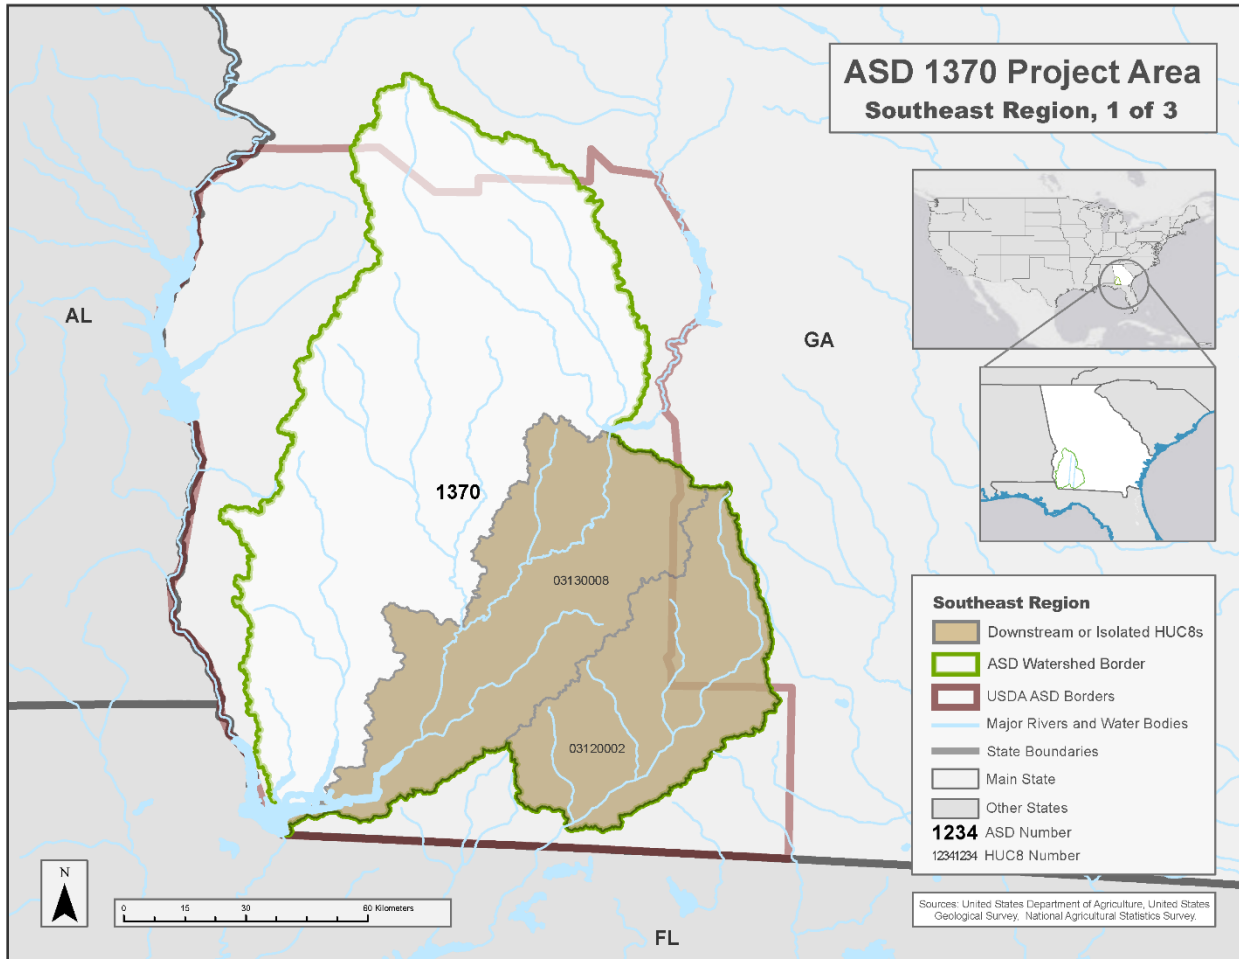 ASD 1370 Project Area
Southeast Region, 1 of 3
AL
GA
1370
03130008
03120002
FL
Southeast Region
Downstream or Isolated HUC8s
ASD Watershed Border
USDA ASD Borders
Major Rivers and Water Bodies
State Boundaries
Main State
Other States
1234 ASD Number
12341234 HUC8 Number
N
0 15 30 60 Kilometers
Sources: United States Department of Agriculture, United States
Geological Survey, National Agricultural Statistics Survey.